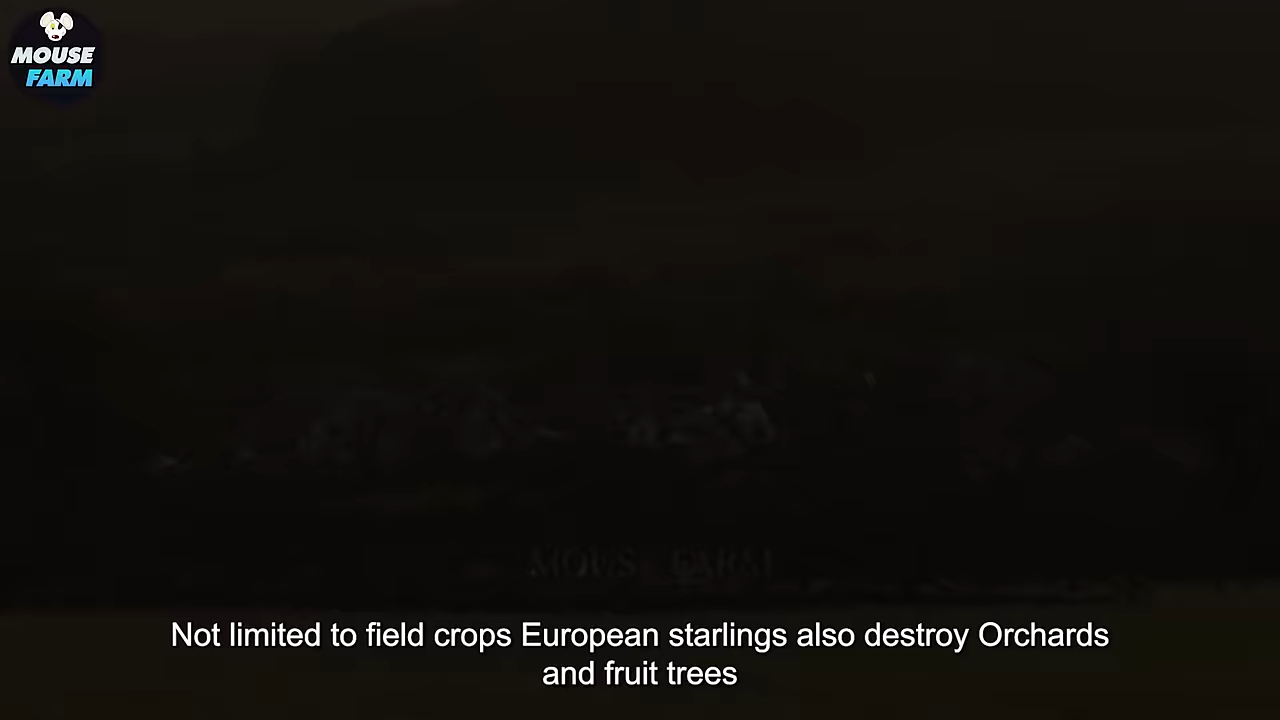 MOUSE
FARM
Not limited to field crops European starlings also destroy Orchards
and fruit trees